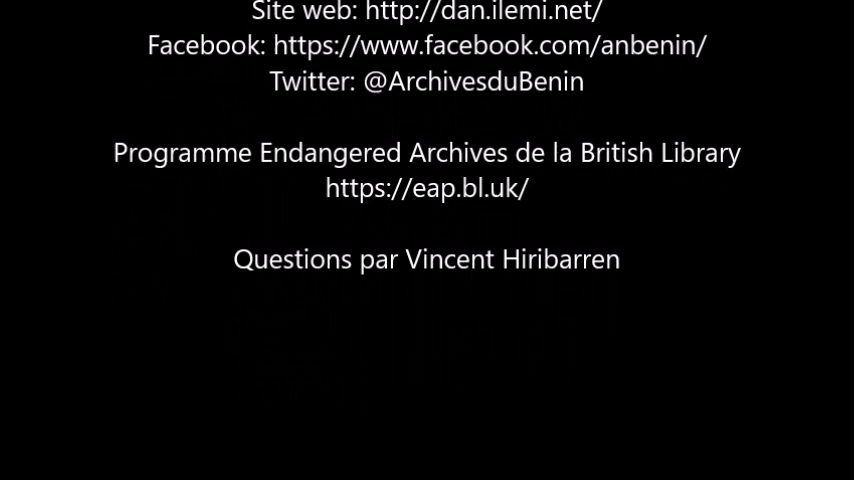 Site web: http://dan.ilemi.net/
Facebook: https://www.facebook.com/anbenin/
Twitter: @ArchivesduBenin
Programme Endangered Archives de la British Library
https://eap.bl.uk/
Questions par Vincent Hiribarren